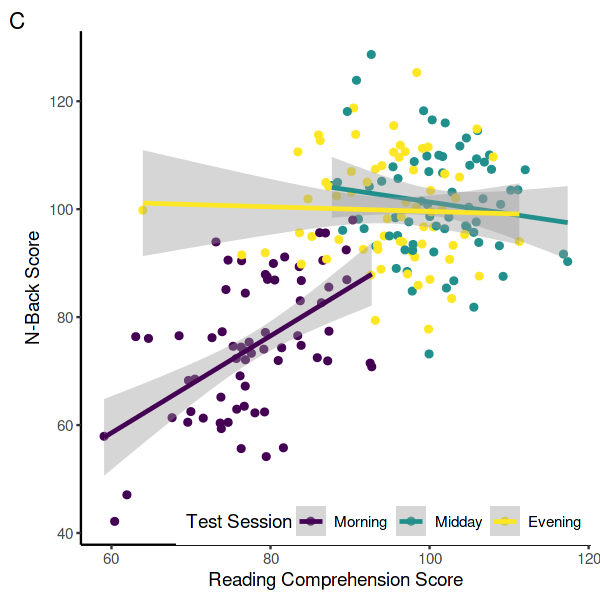 C
N-Back Score
120
100
80
60
40
Test Session Morning Midday Evening
60 80 100 120
Reading Comprehension Score